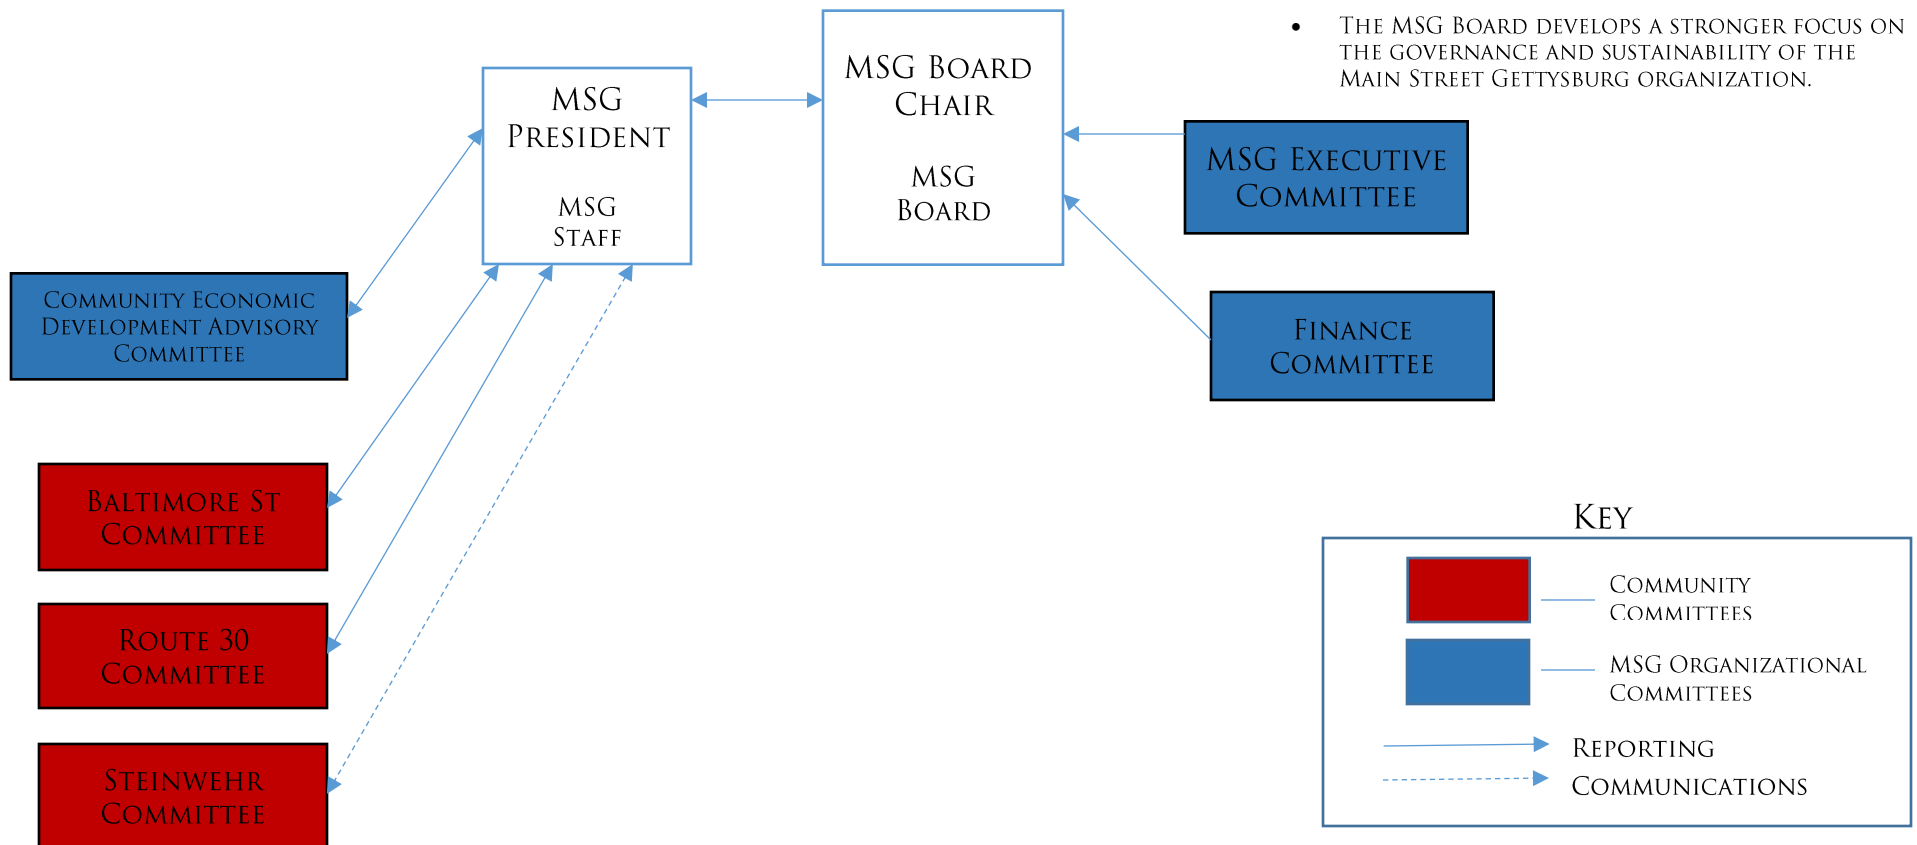 • The MSG Board develops a stronger focus on
the governance and sustainability of the
Main Street Gettysburg organization.
MSG
President
MSG
Staff
MSG Board
Chair
MSG
Board
MSG Executive
Committee
Finance
Committee
Community Economic
Development Advisory
Committee
Baltimore St
Committee
Route 30
Committee
Steinwehr
Committee
Key
Community
Committees
MSG Organizational
Committees
Reporting
Communications